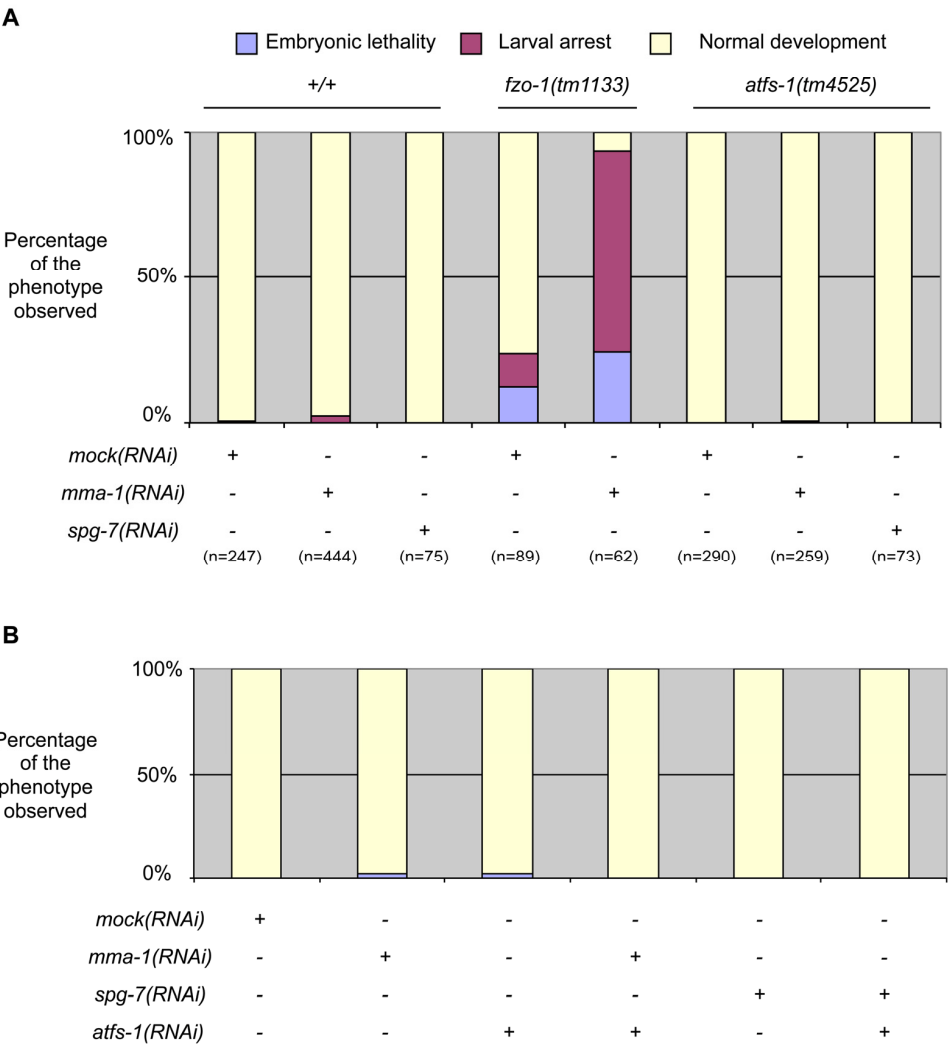 A
Embryonic lethality Larval arrest Normal development
+/+ fzo-1(tm1133) atfs-1(tm4525)
100%
Percentage
of the
phenotype
observed
50%
0%
mock(RNAi) + - - + - + - -
mma-1(RNAi) - + - - + - + -
spg-7(RNAi) - - + - - - - +
(n=247) (n=444) (n=75) (n=89) (n=62) (n=290) (n=259) (n=73)
B
100%
Percentage
of the
phenotype
observed
50%
0%
mock(RNAi) + - - - - -
mma-1(RNAi) - + - + - -
spg-7(RNAi) - - - - + +
atfs-1(RNAi) - - + + - +